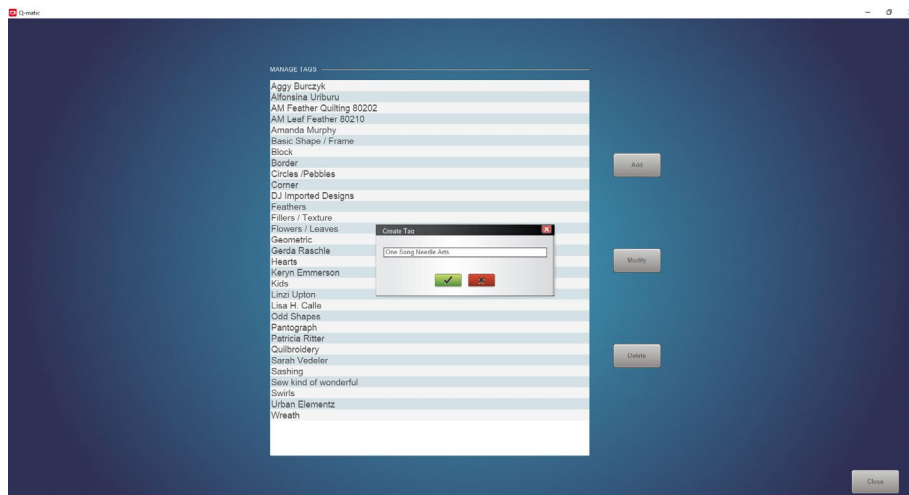 Q-matic
MANAGE TAGS
Aggy Burczyk
Alfonsina Uriburu
AM Feather Quilting 80202
AM Leaf Feather 80210
Amanda Murphy
Basic Shape / Frame
Block
Border
Circles /Pebbles
Corner
DJ Imported Designs
Feathers
Fillers / Texture
Flowers / Leaves
Geometric
Gerda Raschle
Hearts
Keryn Emmerson
Kids
Linzi Upton
Lisa H. Calle
Odd Shapes
Pantograph
Patricia Ritter
Quilbroidery
Sarah Vedeler
Sashing
Sew kind of wonderful
Swirls
Urban Elementz
Wreath
Create Tag
One Song Needle Arts
Add
Modify
Delete
Close